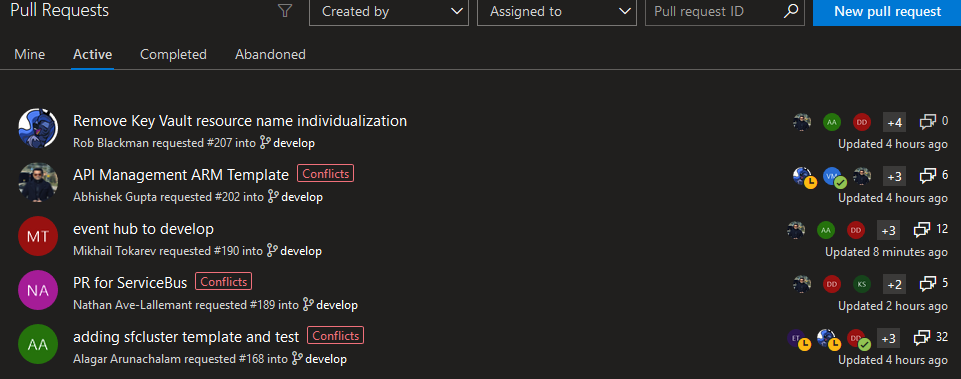 Pull Requests Created by Assigned to Pull request ID New pull request
Mine Active Completed Abandoned
Remove Key Vault resource name individualization AA DD +4 0
Rob Blackman requested #207 into develop Updated 4 hours ago
API Management ARM Template Conflicts VM +3 6
Abhishek Gupta requested #202 into develop Updated 4 hours ago
MT event hub to develop AA DD +3 12
Mikhail Tokarev requested #190 into develop Updated 8 minutes ago
NA PR for ServiceBus Conflicts DD KS +2 5
Nathan Ave-Lallemant requested #189 into develop Updated 2 hours ago
AA adding sfcluster template and test Conflicts ET DD +3 32
Alagar Arunachalam requested #168 into develop Updated 4 hours ago